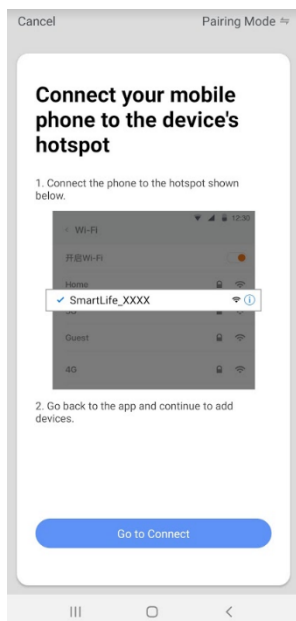 Cancel
Pairing Mode
Connect your mobile
phone to the device's
hotspot
1. Connect the phone to the hotspot shown
below.
12:30
Wi-Fi
开启Wi-Fi
Home
SmartLife_XXXX
5G
Guest
4G
2. Go back to the app and continue to add
devices.
Go to Connect